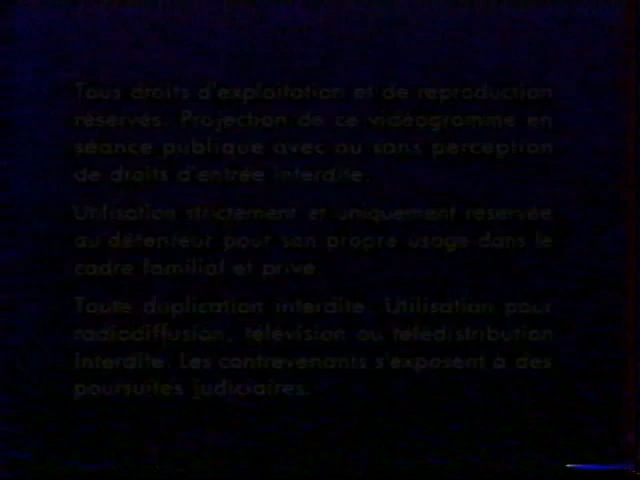 Tous droits d'exploitation et de reproduction
réservés. Projection de ce vidéogramme en
séance publique avec ou sans perception
de droits d'entrée interdite.
Utilisation strictement et uniquement réservée
au détenteur pour son propre usage dans le
cadre familial et privé.
Toute duplication interdite. Utilisation pour
radiodiffusion, télévision ou télédistribution
interdite. Les contrevenants s'exposent à des
poursuites judiciaires.